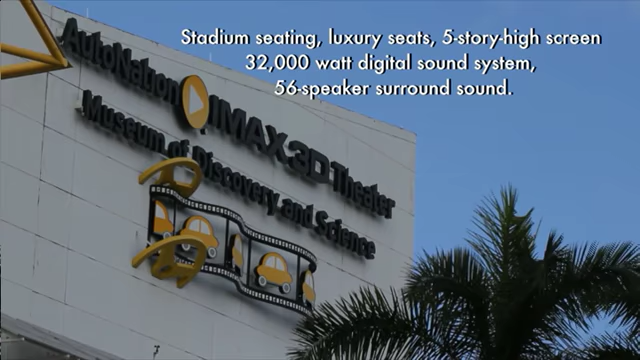 Stadium seating, luxury seats, 5-story-high screen
32,000 watt digital sound system,
56-speaker surround sound.
AutoNation IMAX 3D Theater
Museum of Discovery and Science